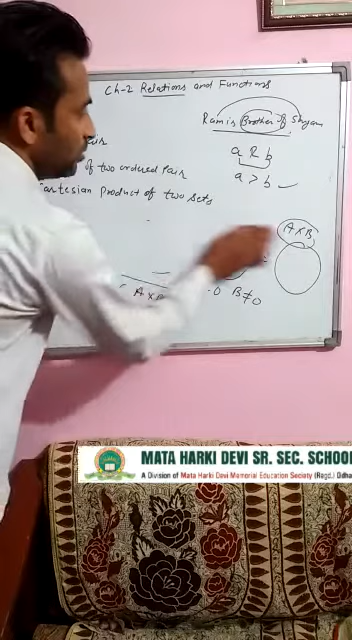 Ch-2 Relations and Functions
Ram is Brother of Shyam
a R b
of two ordered Pair
a > b
Cartesian Product of two sets
A×B
A×B B≠0
MATA HARKI DEVI SR. SEC. SCHOOL
A Division of Mata Harki Devi Memorial Education Society (Regd.)